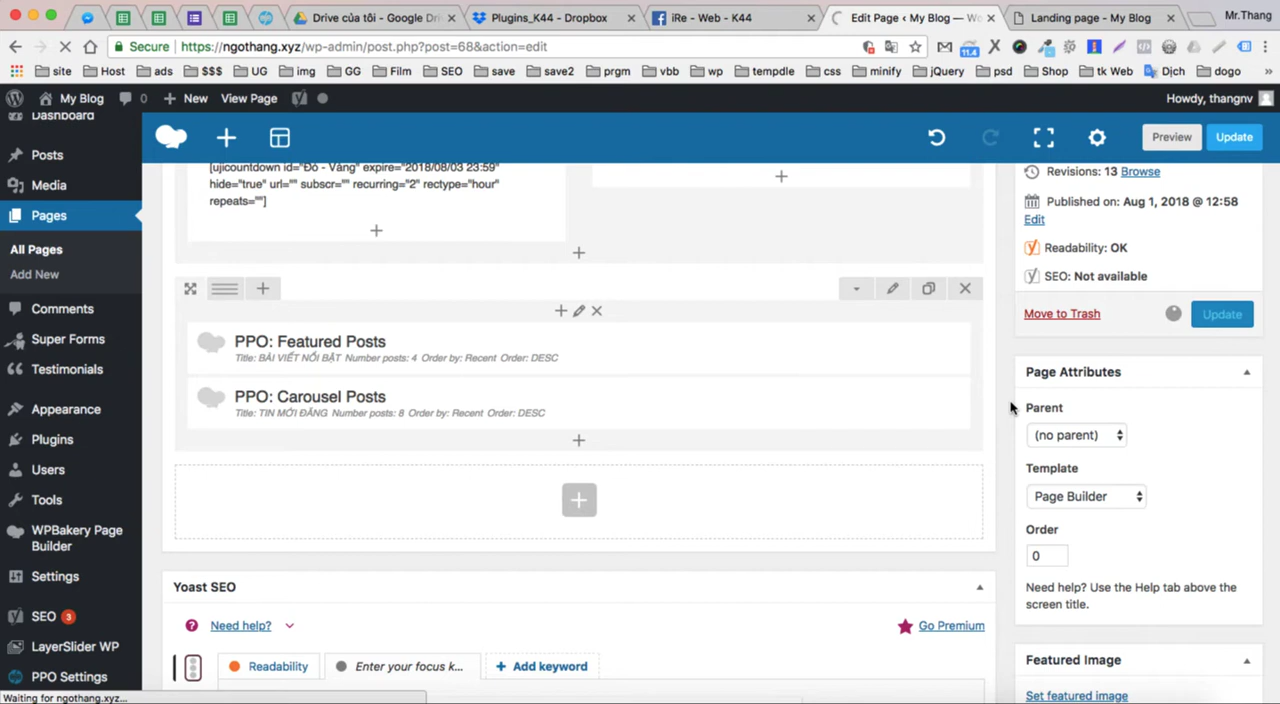 Drive của tôi - Google Dri
Plugins_K44 - Dropbox
iRe - Web - K44
Edit Page ‹ My Blog — Wo
Landing page - My Blog
Mr.Thang
Secure
https://ngothang.xyz/wp-admin/post.php?post=68&action=edit
11.4
site
Host
ads
$$$
UG
img
GG
Film
SEO
save
save2
prgm
vbb
wp
tempdle
css
minify
jQuery
psd
Shop
tk Web
Dịch
dogo
»
My Blog
0
New
View Page
Howdy, thangnv
Preview
Update
Dashboard
Posts
Media
Pages
All Pages
Add New
Comments
Super Forms
Testimonials
Appearance
Plugins
Users
Tools
WPBakery Page
Builder
Settings
SEO 3
LayerSlider WP
PPO Settings
Waiting for ngothang.xyz...
[ujicountdown id="Đỏ - Vàng" expire="2018/08/03 23:59"
hide="true" url="" subscr="" recurring="2" rectype="hour"
repeats=""]
PPO: Featured Posts
Title: BÀI VIẾT NỔI BẬT Number posts: 4 Order by: Recent Order: DESC
PPO: Carousel Posts
Title: TIN MỚI ĐĂNG Number posts: 8 Order by: Recent Order: DESC
Yoast SEO
Need help?
Go Premium
Readability
Enter your focus k...
Add keyword
Revisions: 13 Browse
Published on: Aug 1, 2018 @ 12:58
Edit
Readability: OK
SEO: Not available
Move to Trash
Update
Page Attributes
Parent
(no parent)
Template
Page Builder
Order
0
Need help? Use the Help tab above the
screen title.
Featured Image
Set featured image